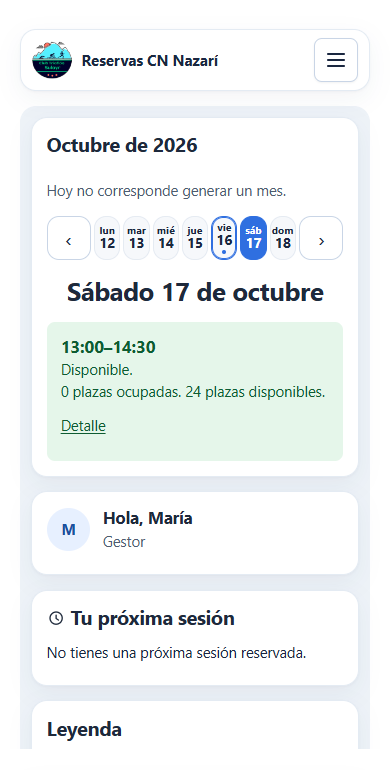 Reservas CN Nazarí
Octubre de 2026
Hoy no corresponde generar un mes.
‹ lun 12 mar 13 mié 14 jue 15 vie 16 sáb 17 dom 18 ›
Sábado 17 de octubre
13:00–14:30
Disponible.
0 plazas ocupadas. 24 plazas disponibles.
Detalle
M
Hola, María
Gestor
Tu próxima sesión
No tienes una próxima sesión reservada.
Leyenda